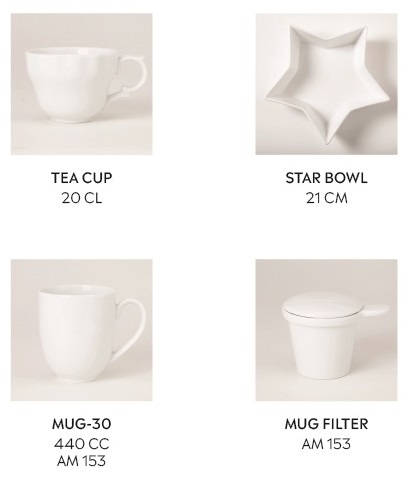 TEA CUP
20 CL
STAR BOWL
21 CM
MUG-30
440 CC
AM 153
MUG FILTER
AM 153